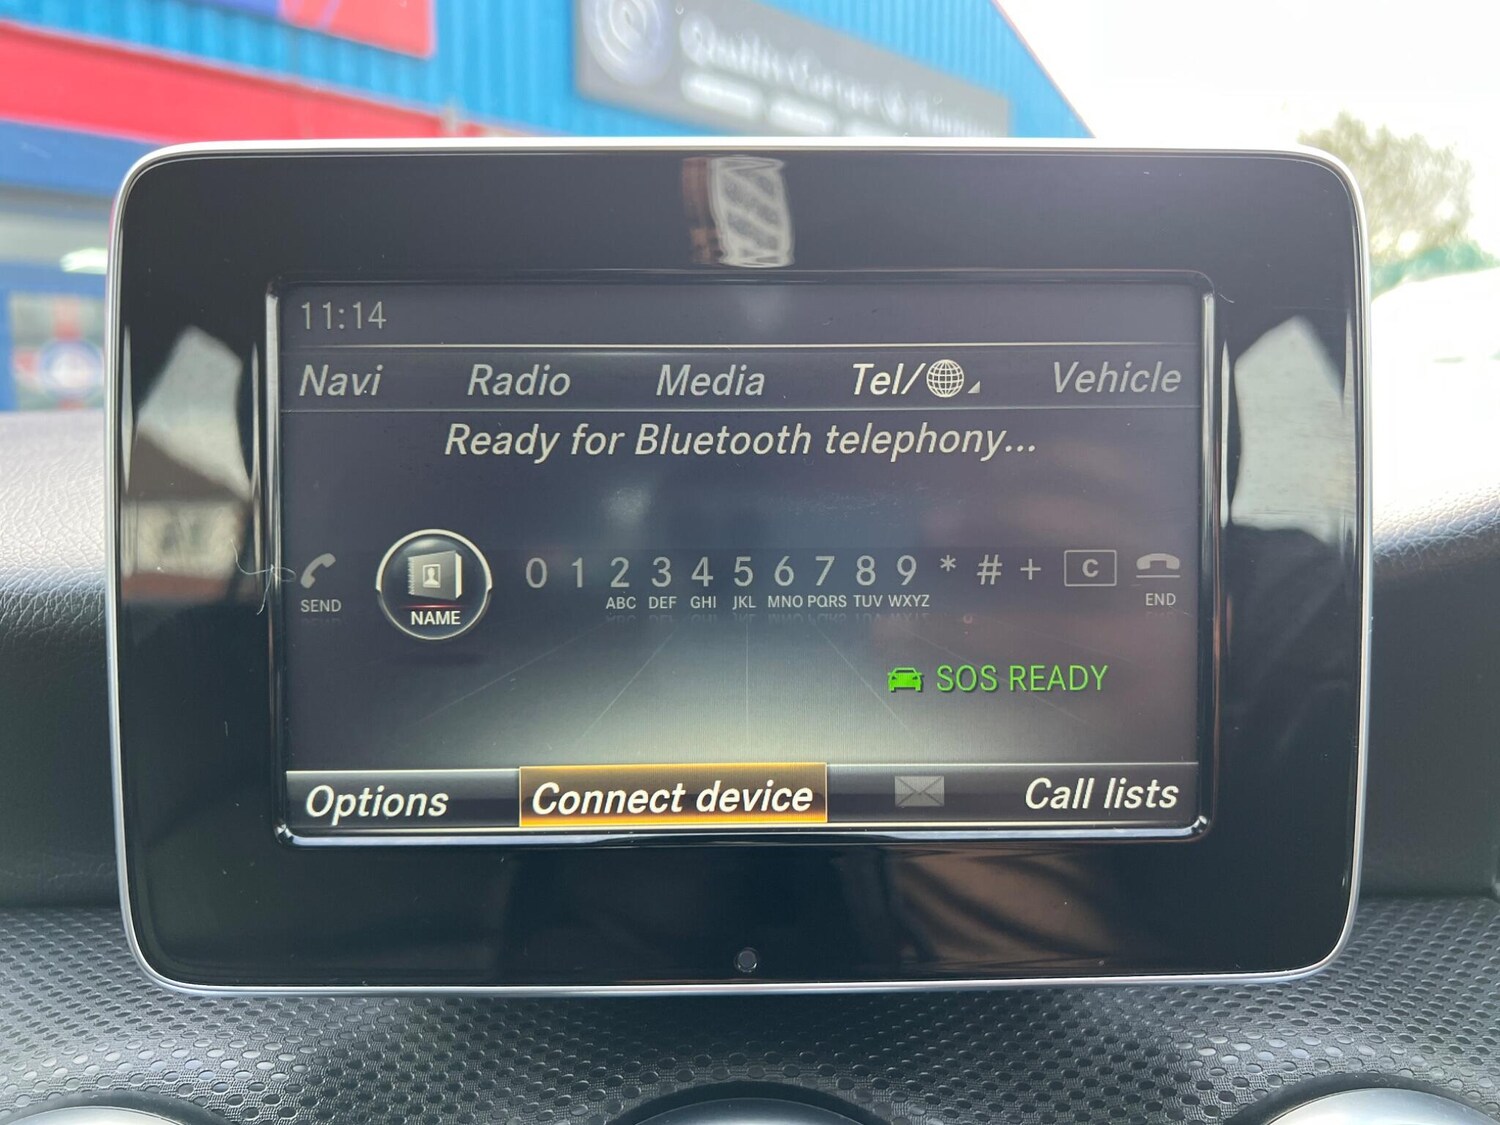 11:14
Navi Radio Media Tel/ Vehicle
Ready for Bluetooth telephony...
0 1 2 3 4 5 6 7 8 9 * # + C
SEND NAME ABC DEF GHI JKL MNO PQRS TUV WXYZ END
SOS READY
Options Connect device Call lists